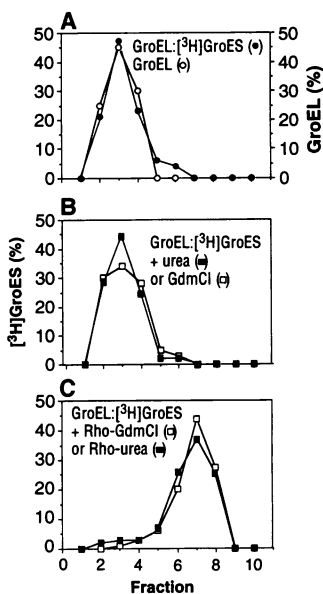 A
GroEL:[³H]GroES (●)
GroEL (○)
50
40
30
20
10
0
50
40
30
20
10
0
GroEL (%)
B
GroEL:[³H]GroES
+ urea (■)
or GdmCl (□)
50
40
30
20
10
0
[³H]GroES (%)
C
GroEL:[³H]GroES
+ Rho-GdmCl (□)
or Rho-urea (■)
50
40
30
20
10
0
0 2 4 6 8 10
Fraction